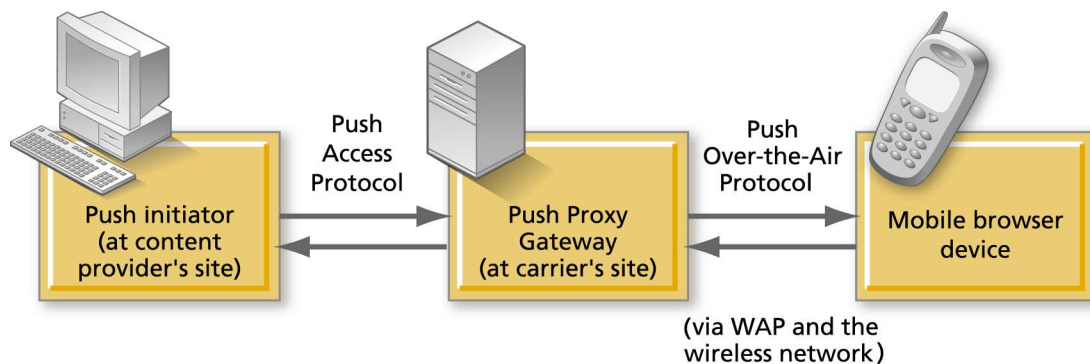 Push
Access
Protocol
Push
Over-the-Air
Protocol
Push initiator
(at content
provider's site)
Push Proxy
Gateway
(at carrier's site)
Mobile browser
device
(via WAP and the
wireless network)